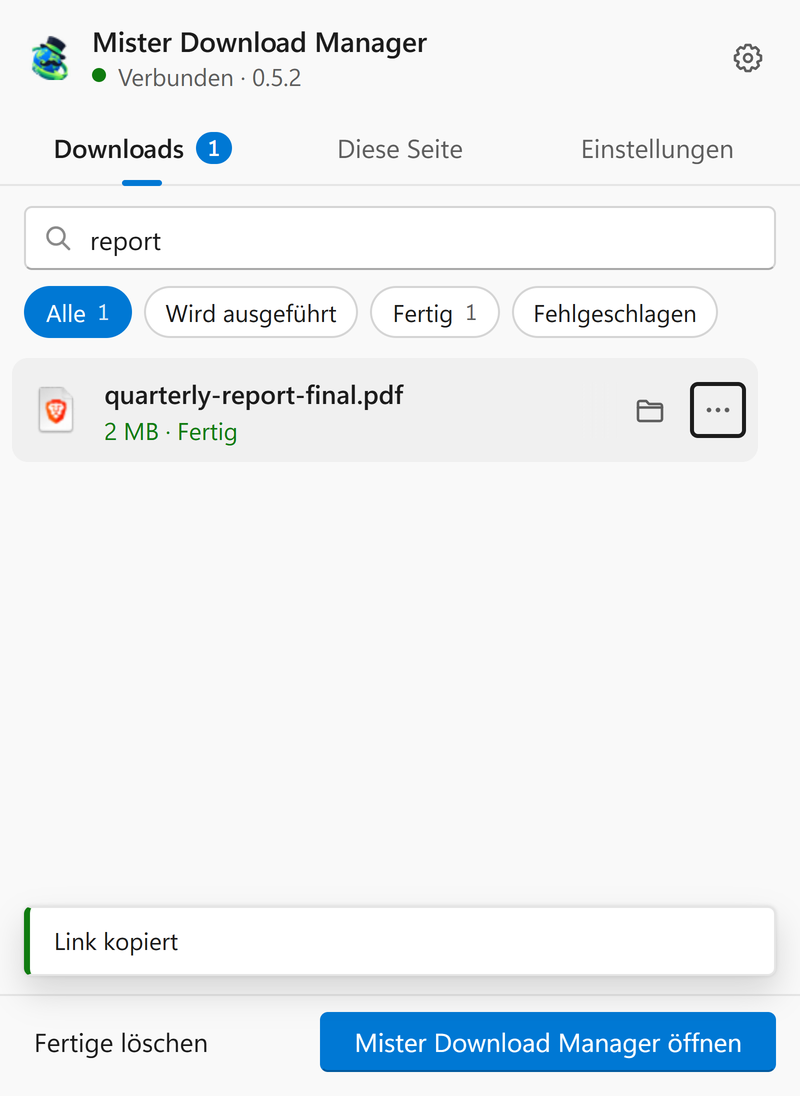 Mister Download Manager
Verbunden · 0.5.2
Downloads 1
Diese Seite
Einstellungen
report
Alle 1
Wird ausgeführt
Fertig 1
Fehlgeschlagen
quarterly-report-final.pdf
2 MB · Fertig
Link kopiert
Fertige löschen
Mister Download Manager öffnen